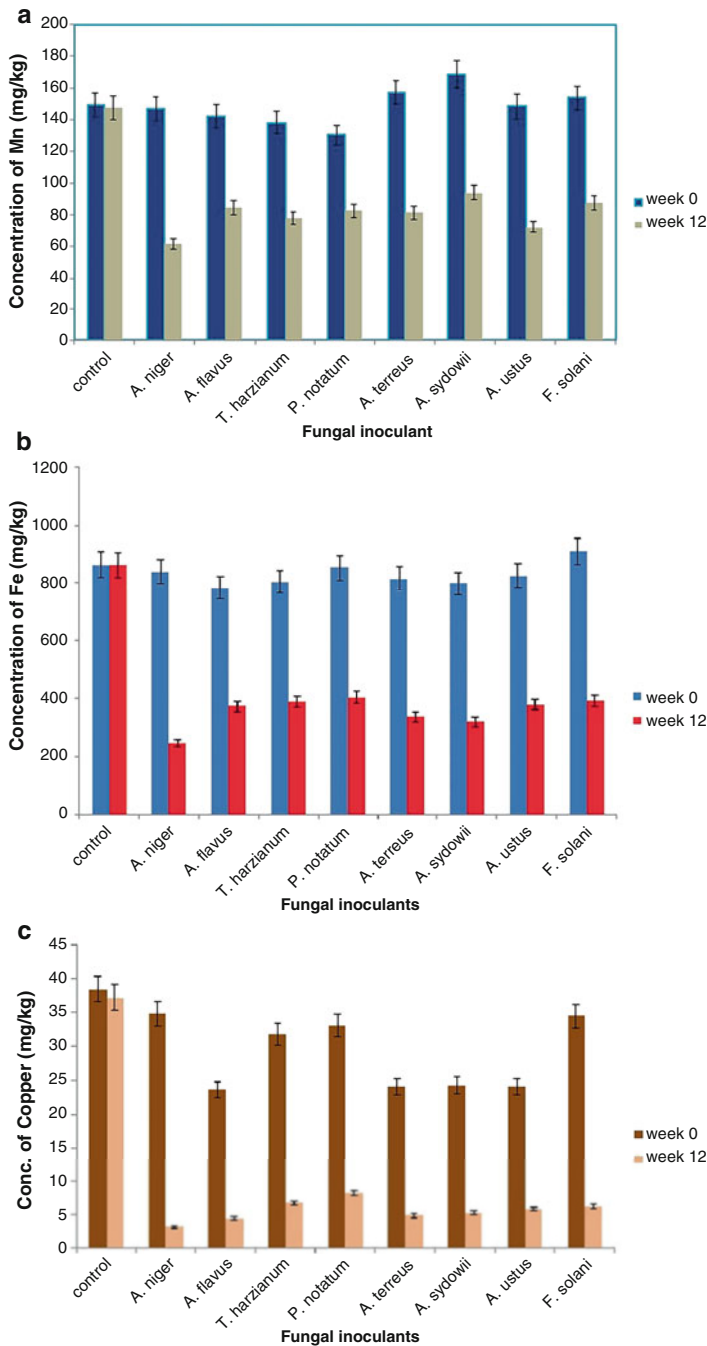 a
Concentration of Mn (mg/kg)
200
180
160
140
120
100
80
60
40
20
0
week 0
week 12
control
A. niger
A. flavus
T. harzianum
P. notatum
A. terreus
A. sydowii
A. ustus
F. solani
Fungal inoculant
b
Concentration of Fe (mg/kg)
1200
1000
800
600
400
200
0
week 0
week 12
control
A. niger
A. flavus
T. harzianum
P. notatum
A. terreus
A. sydowii
A. ustus
F. solani
Fungal inoculants
c
Conc. of Copper (mg/kg)
45
40
35
30
25
20
15
10
5
0
week 0
week 12
control
A. niger
A. flavus
T. harzianum
P. notatum
A. terreus
A. sydowii
A. ustus
F. solani
Fungal inoculants